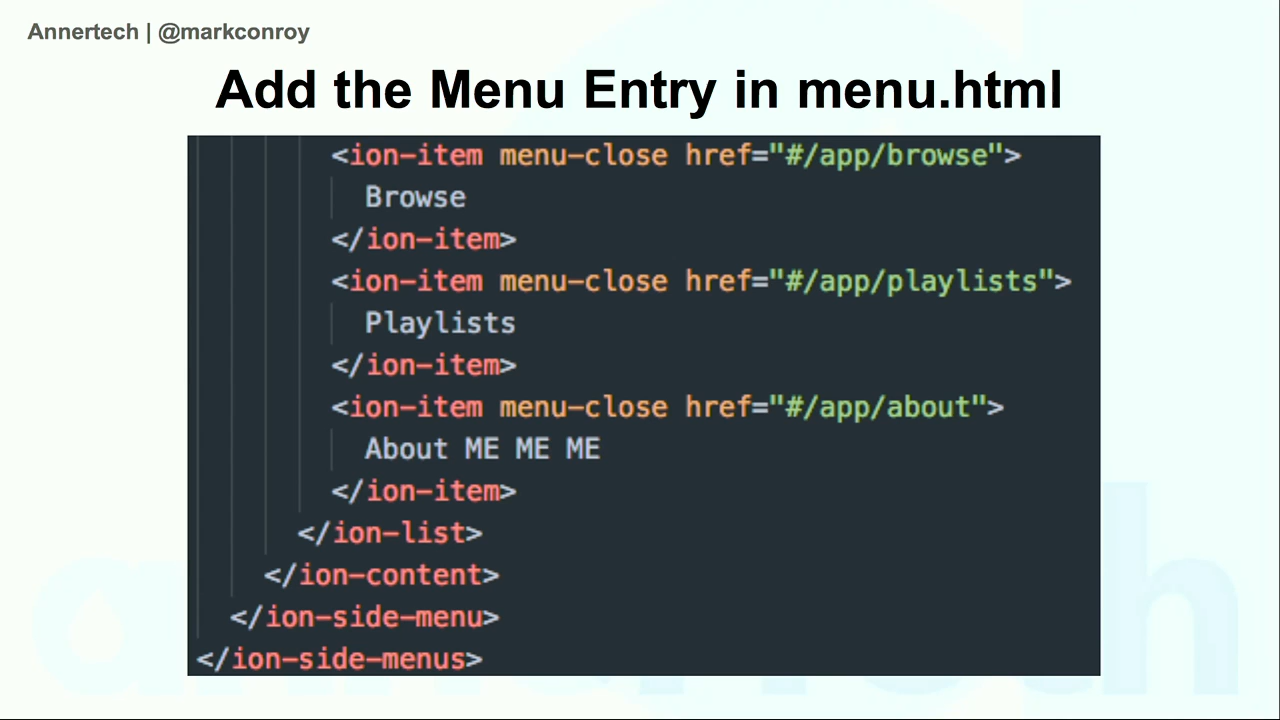 Annertech | @markconroy
Add the Menu Entry in menu.html
<ion-item menu-close href="#/app/browse">
Browse
</ion-item>
<ion-item menu-close href="#/app/playlists">
Playlists
</ion-item>
<ion-item menu-close href="#/app/about">
About ME ME ME
</ion-item>
</ion-list>
</ion-content>
</ion-side-menu>
</ion-side-menus>